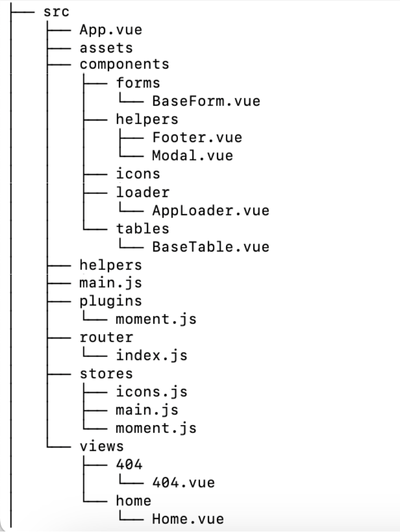 ├── src
│   ├── App.vue
│   ├── assets
│   ├── components
│   │   ├── forms
│   │   │   └── BaseForm.vue
│   │   ├── helpers
│   │   │   ├── Footer.vue
│   │   │   └── Modal.vue
│   │   ├── icons
│   │   ├── loader
│   │   │   └── AppLoader.vue
│   │   └── tables
│   │       └── BaseTable.vue
│   ├── helpers
│   ├── main.js
│   ├── plugins
│   │   └── moment.js
│   ├── router
│   │   └── index.js
│   ├── stores
│   │   ├── icons.js
│   │   ├── main.js
│   │   └── moment.js
│   └── views
│       ├── 404
│       │   └── 404.vue
│       └── home
│           └── Home.vue